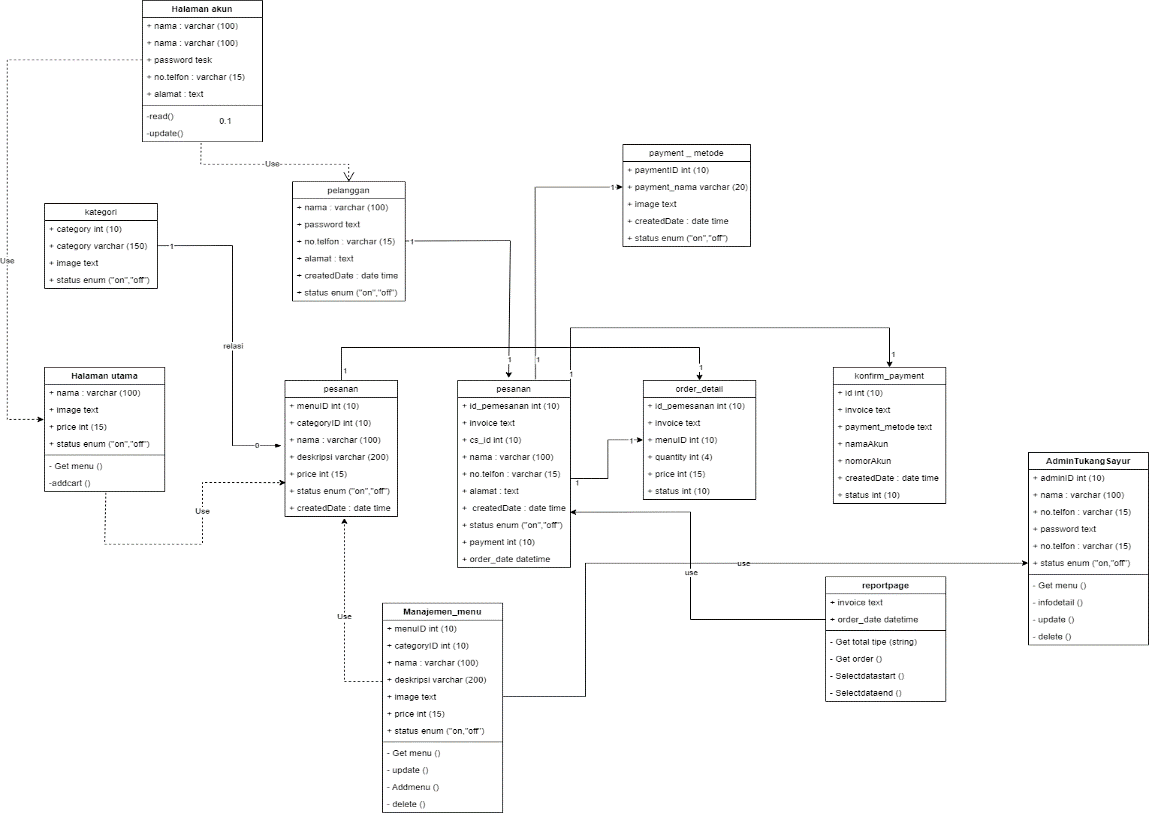 Halaman akun
+ nama : varchar (100)
+ nama : varchar (100)
+ password tesk
+ no.telfon : varchar (15)
+ alamat : text
-read()
0.1
-update()
Use
Use
pelanggan
+ nama : varchar (100)
+ password text
+ no.telfon : varchar (15)
+ alamat : text
+ createdDate : date time
+ status enum ("on","off")
1
payment _ metode
+ paymentID int (10)
+ payment_nama varchar (20)
+ image text
+ createdDate : date time
+ status enum ("on","off")
1
kategori
+ category int (10)
+ category varchar (150)
+ image text
+ status enum ("on","off")
1
relasi
0
Halaman utama
+ nama : varchar (100)
+ image text
+ price int (15)
+ status enum ("on","off")
- Get menu ()
-addcart ()
Use
1
pesanan
+ menuID int (10)
+ categoryID int (10)
+ nama : varchar (100)
+ deskripsi varchar (200)
+ price int (15)
+ status enum ("on","off")
+ createdDate : date time
1
1
1
pesanan
+ id_pemesanan int (10)
+ invoice text
+ cs_id int (10)
+ nama : varchar (100)
+ no.telfon : varchar (15)
+ alamat : text
+ createdDate : date time
+ status enum ("on","off")
+ payment int (10)
+ order_date datetime
1
1
1
order_detail
+ id_pemesanan int (10)
+ invoice text
+ menuID int (10)
+ quantity int (4)
+ price int (15)
+ status int (10)
1
konfirm_payment
+ id int (10)
+ invoice text
+ payment_metode text
+ namaAkun
+ nomorAkun
+ createdDate : date time
+ status int (10)
AdminTukangSayur
+ adminID int (10)
+ nama : varchar (100)
+ no.telfon : varchar (15)
+ password text
+ no.telfon : varchar (15)
+ status enum ("on,"off")
- Get menu ()
- infodetail ()
- update ()
- delete ()
use
use
reportpage
+ invoice text
+ order_date datetime
- Get total tipe (string)
- Get order ()
- Selectdatastart ()
- Selectdataend ()
Use
Manajemen_menu
+ menuID int (10)
+ categoryID int (10)
+ nama : varchar (100)
+ deskripsi varchar (200)
+ image text
+ price int (15)
+ status enum ("on,"off")
- Get menu ()
- update ()
- Addmenu ()
- delete ()